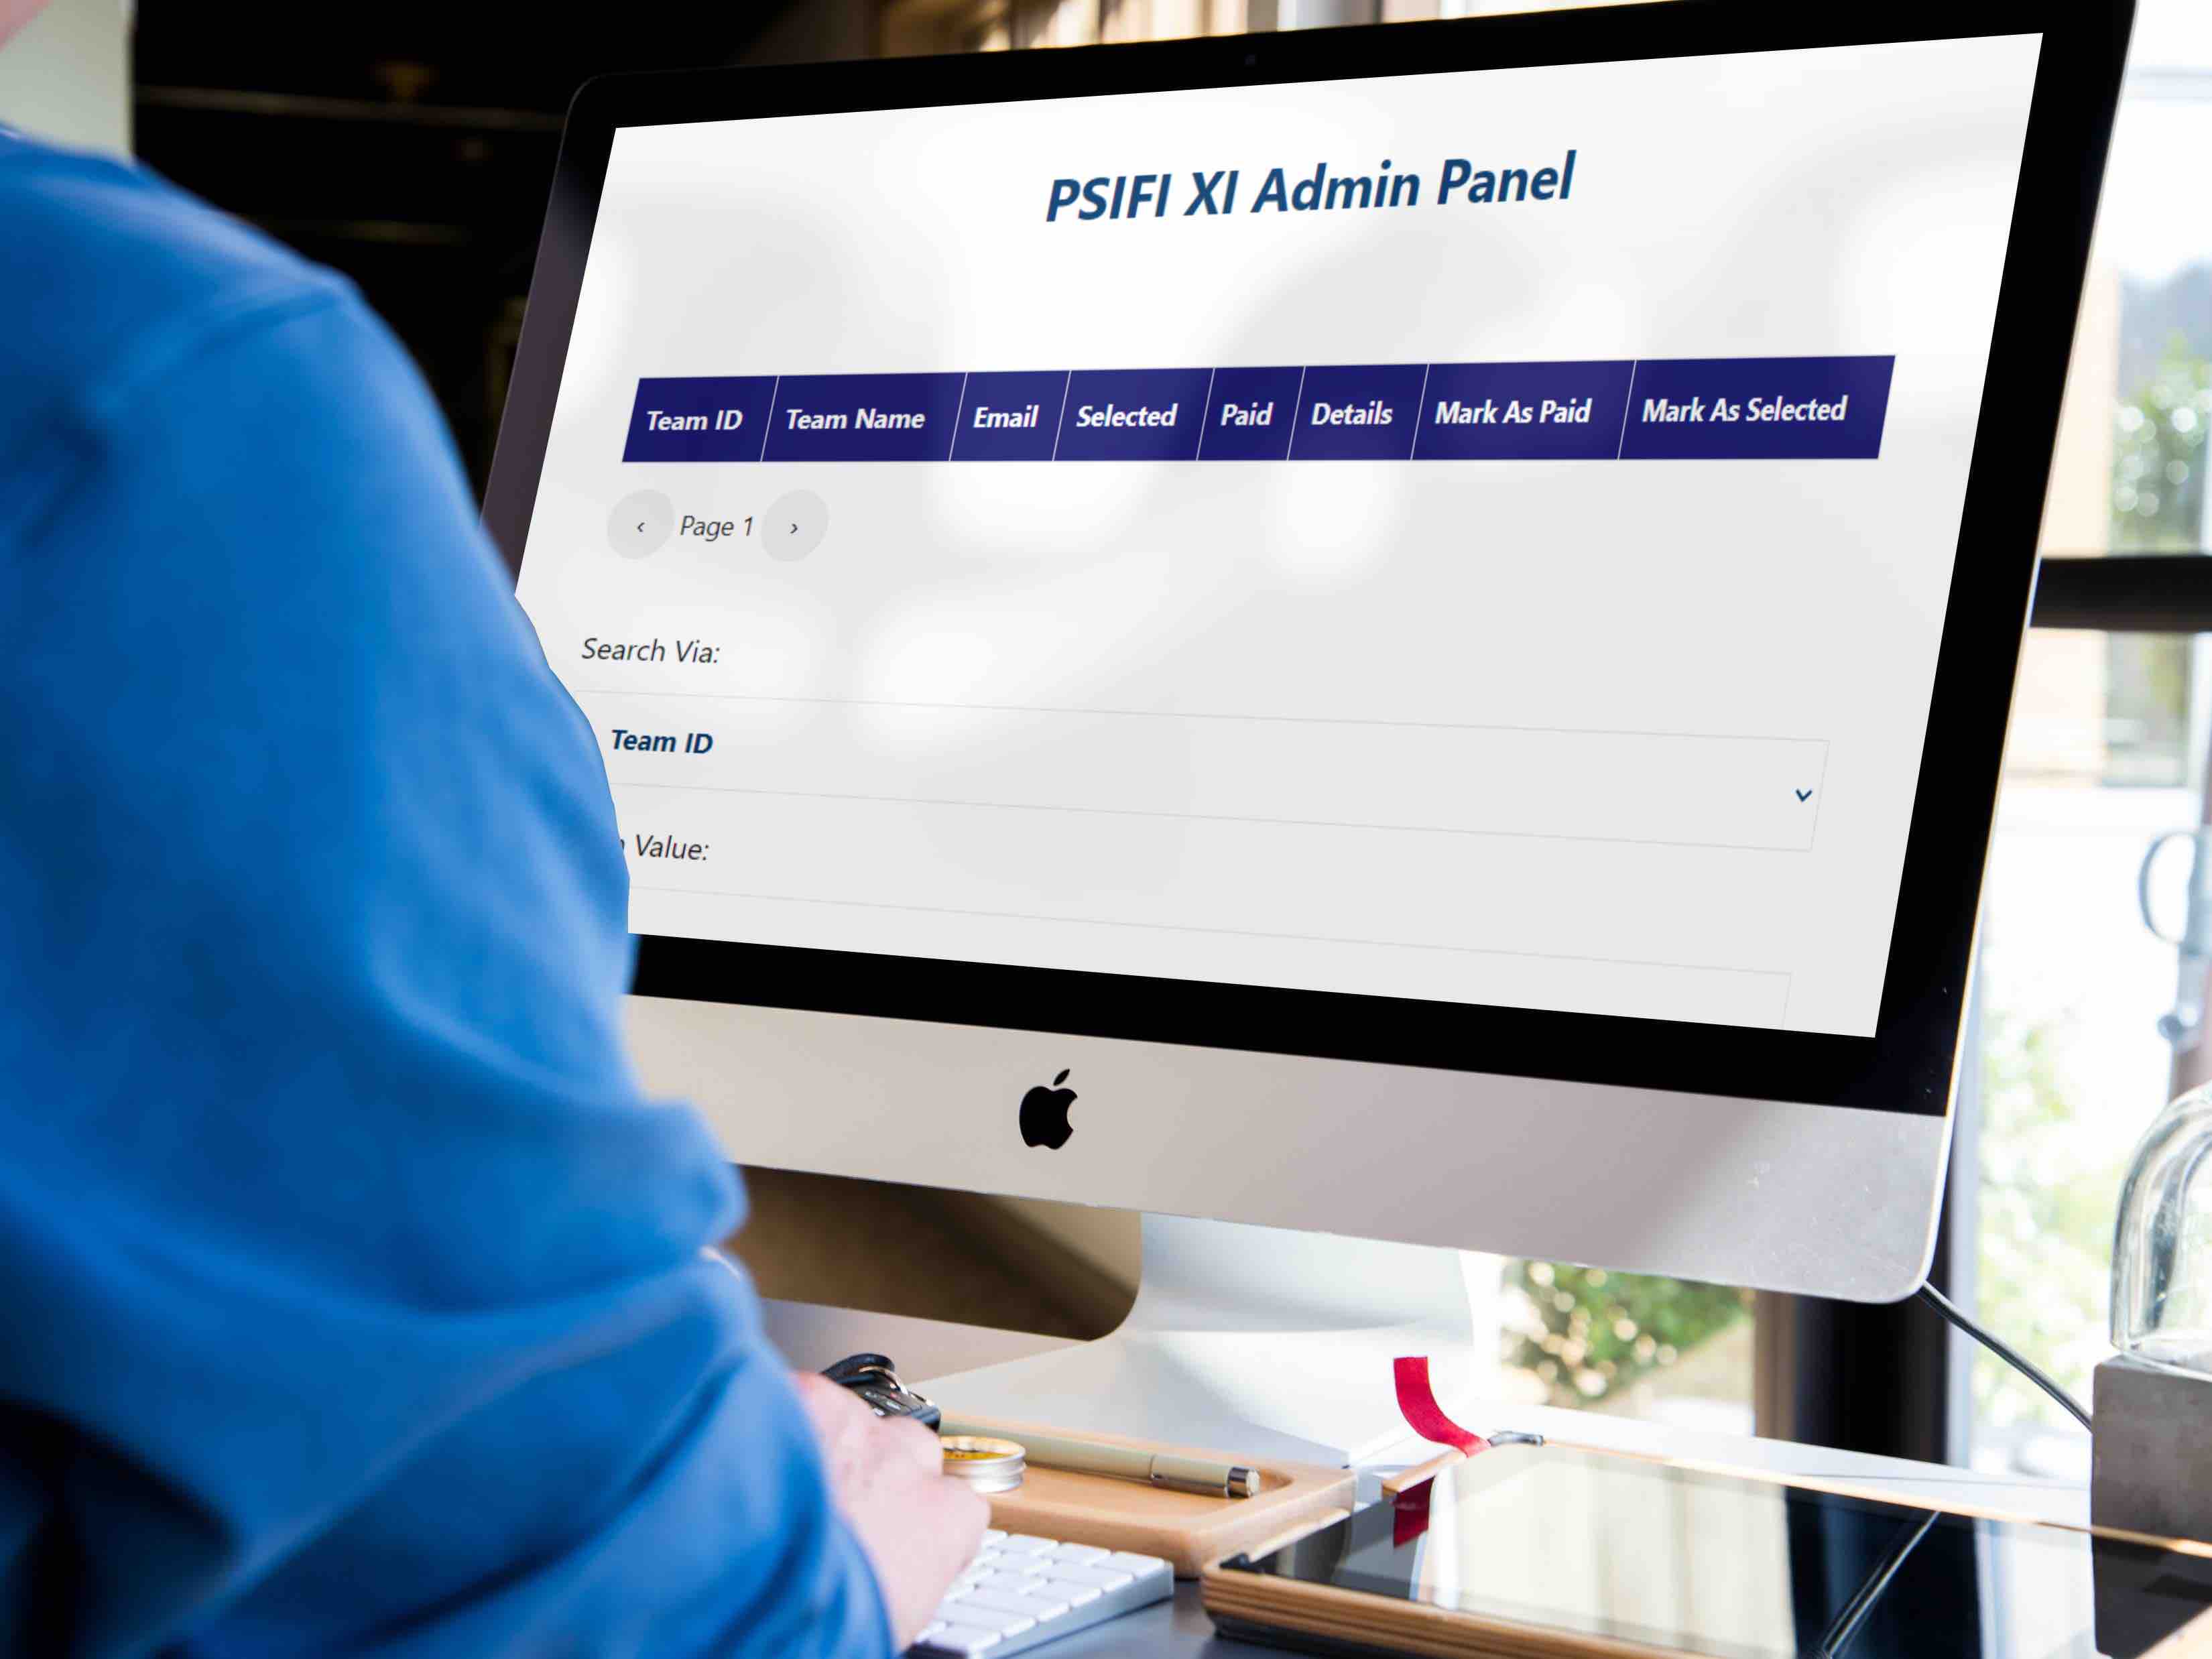 PSIFI XI Admin Panel
Team ID Team Name Email Selected Paid Details Mark As Paid Mark As Selected
‹ Page 1 ›
Search Via:
Team ID
Value: